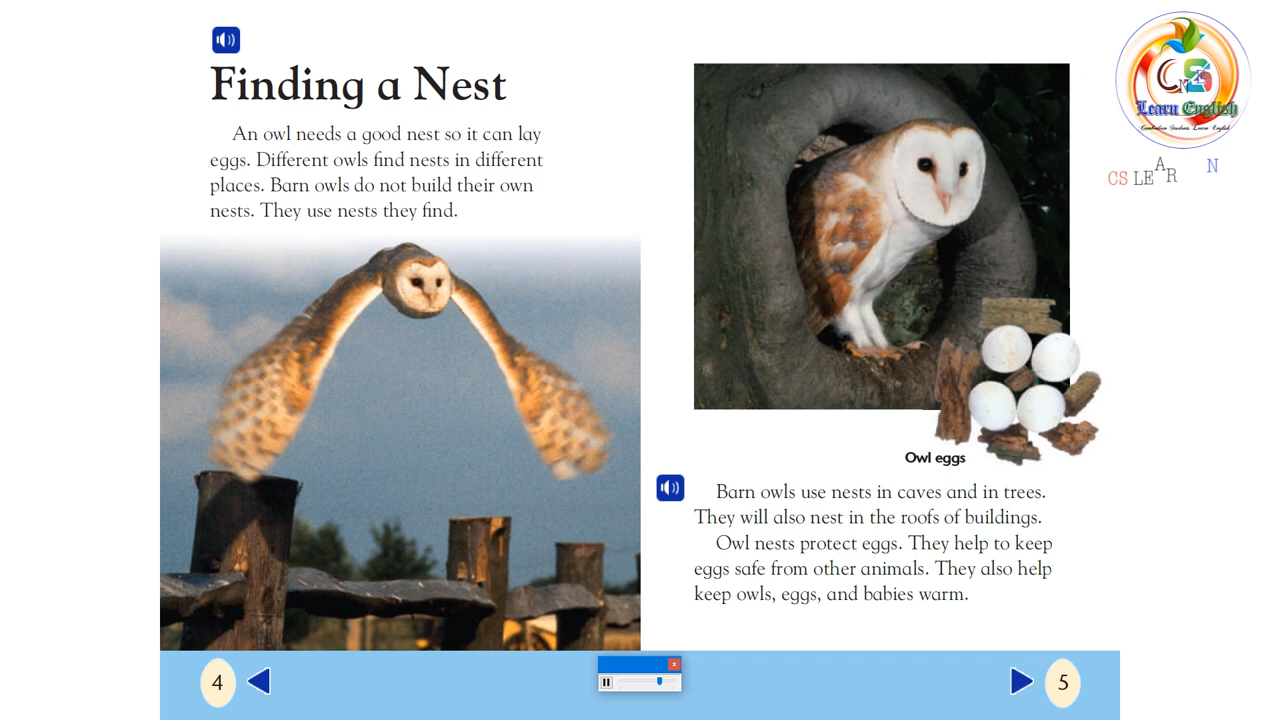 Finding a Nest
An owl needs a good nest so it can lay
eggs. Different owls find nests in different
places. Barn owls do not build their own
nests. They use nests they find.
Owl eggs
Barn owls use nests in caves and in trees.
They will also nest in the roofs of buildings.
Owl nests protect eggs. They help to keep
eggs safe from other animals. They also help
keep owls, eggs, and babies warm.
4
5
Learn English
Cambodian Students Learn English
CS LEAR N